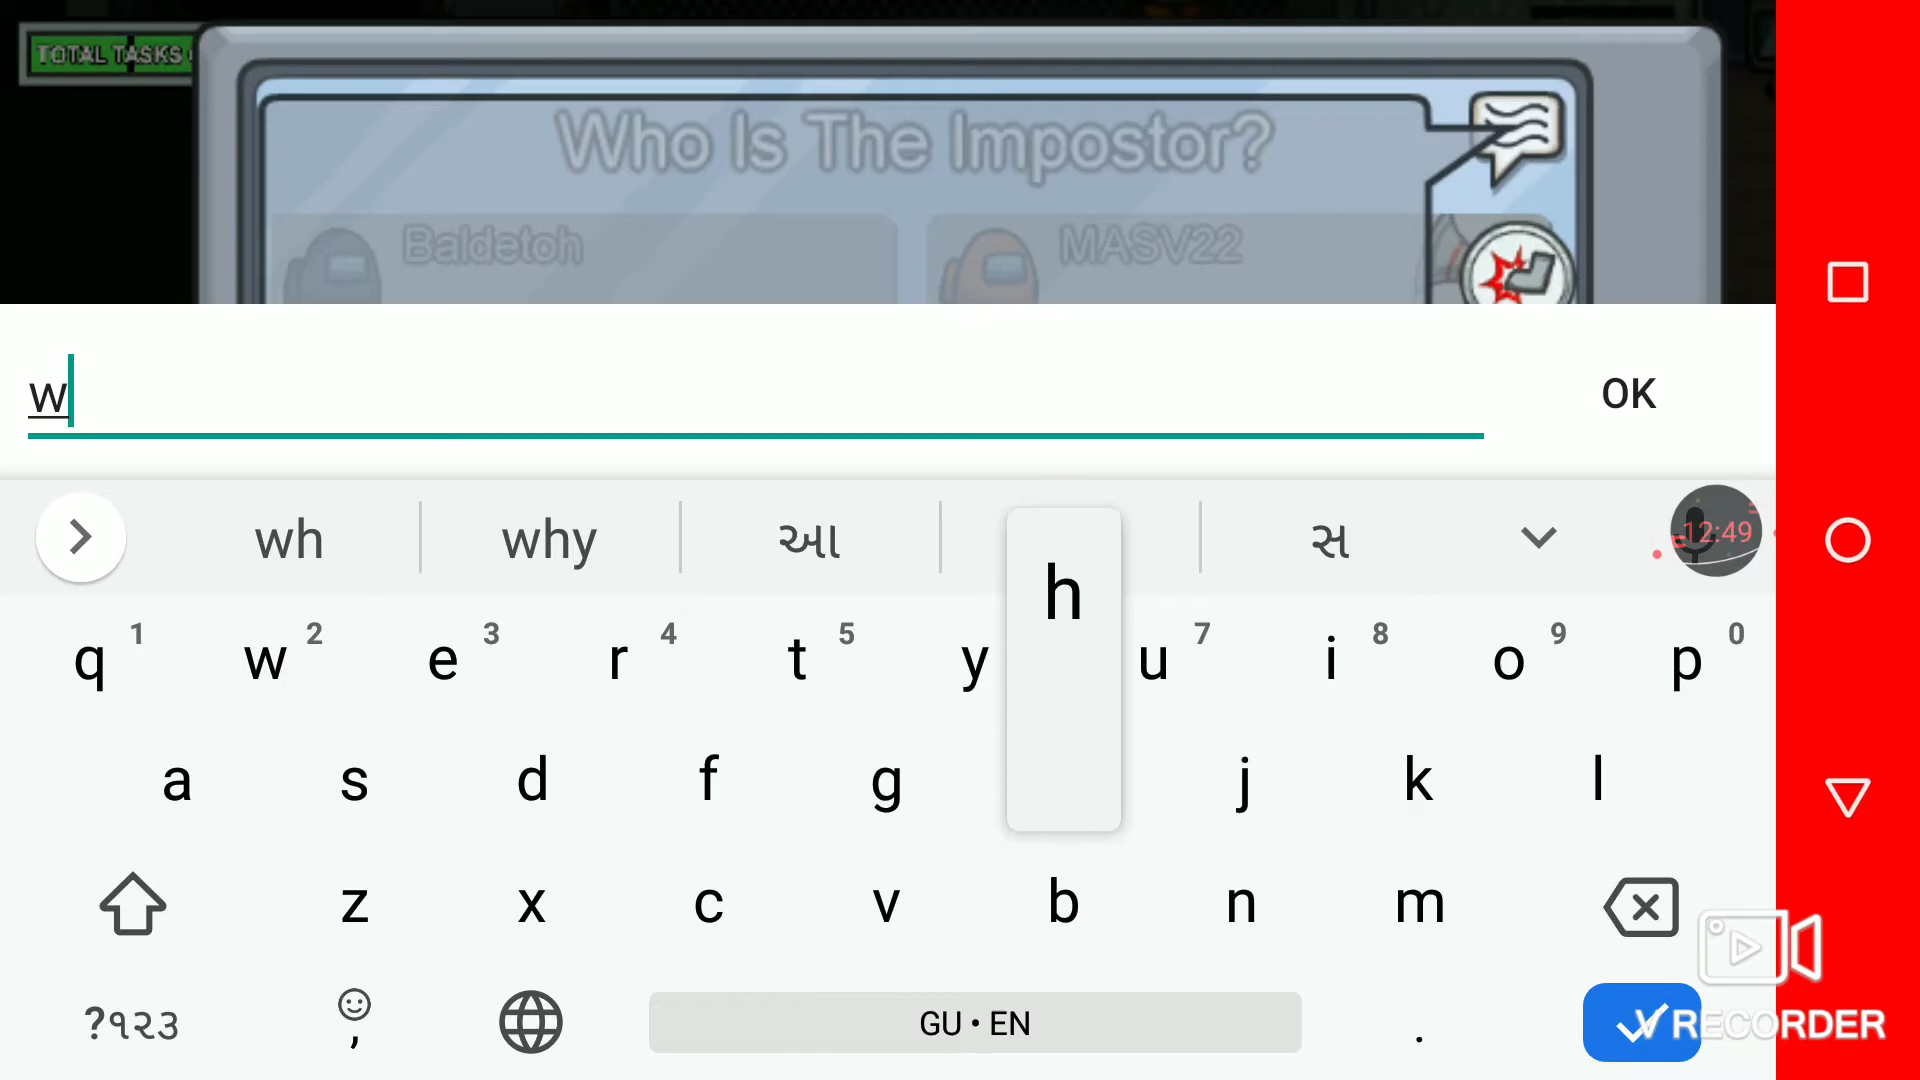 TOTAL TASKS
Who Is The Impostor?
Baldetoh MASV22
w
OK
wh why આ સ 12:49
q 1 w 2 e 3 r 4 t 5 y u 7 i 8 o 9 p 0
h
a s d f g j k l
z x c v b n m
?૧૨૩ , GU • EN .
V RECORDER